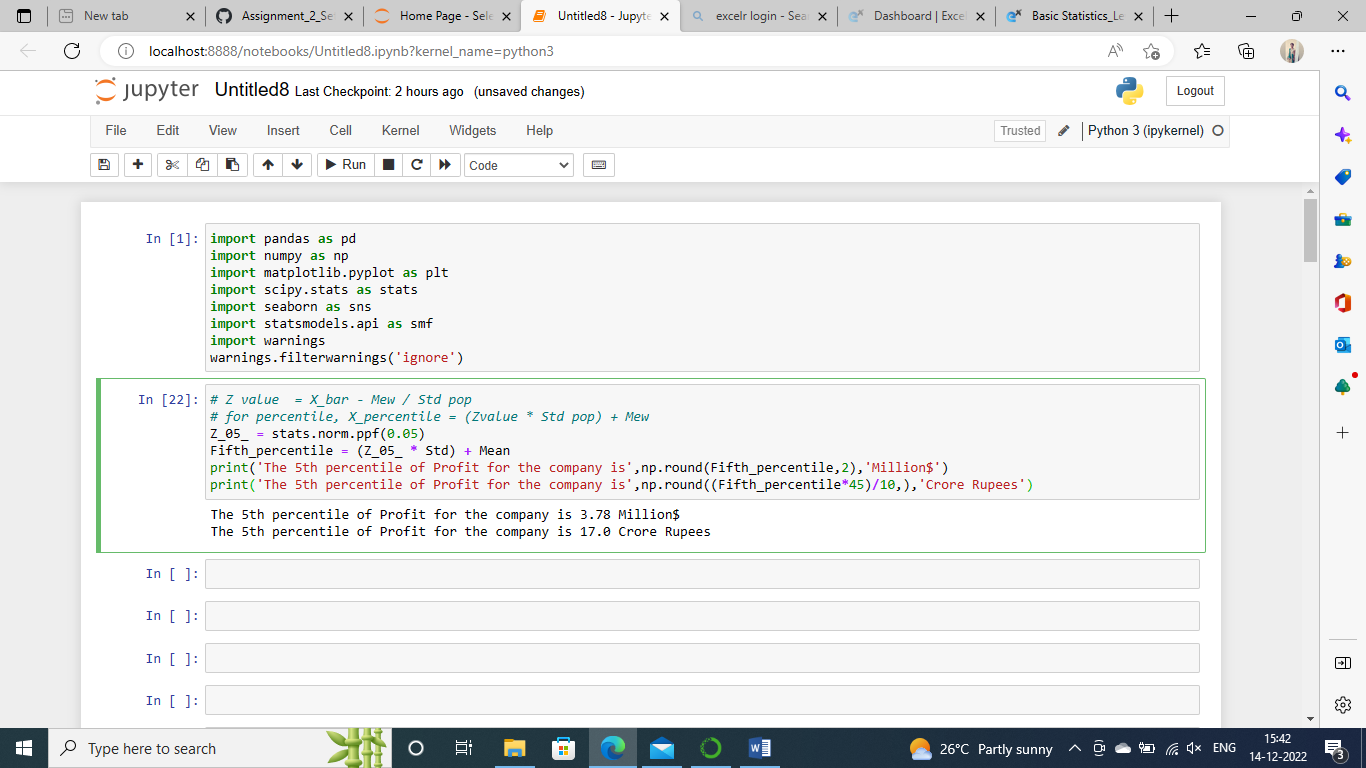 New tab
Assignment_2_Se
Home Page - Sele
Untitled8 - Jupyte
excelr login - Sear
Dashboard | Excel
Basic Statistics_Le
localhost:8888/notebooks/Untitled8.ipynb?kernel_name=python3
jupyter Untitled8 Last Checkpoint: 2 hours ago (unsaved changes)
Logout
File Edit View Insert Cell Kernel Widgets Help
Trusted
Python 3 (ipykernel)
Run
Code
In [1]:
import pandas as pd
import numpy as np
import matplotlib.pyplot as plt
import scipy.stats as stats
import seaborn as sns
import statsmodels.api as smf
import warnings
warnings.filterwarnings('ignore')
In [22]:
# Z value  = X_bar - Mew / Std pop
# for percentile, X_percentile = (Zvalue * Std pop) + Mew
Z_05_ = stats.norm.ppf(0.05)
Fifth_percentile = (Z_05_ * Std) + Mean
print('The 5th percentile of Profit for the company is',np.round(Fifth_percentile,2),'Million$')
print('The 5th percentile of Profit for the company is',np.round((Fifth_percentile*45)/10,),'Crore Rupees')
The 5th percentile of Profit for the company is 3.78 Million$
The 5th percentile of Profit for the company is 17.0 Crore Rupees
In [ ]:
In [ ]:
In [ ]:
In [ ]:
Type here to search
26°C Partly sunny
ENG
15:42
14-12-2022
3